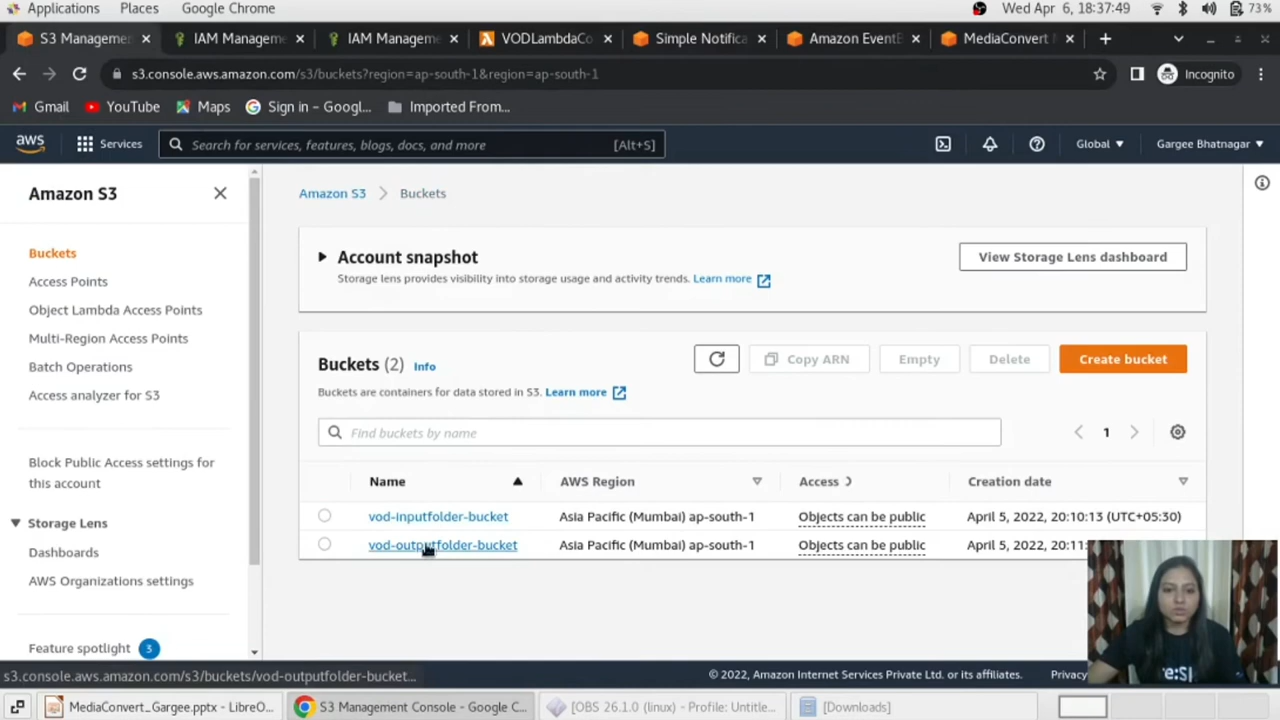 Applications Places Google Chrome Wed Apr 6, 18:37:49 73%
S3 Manageme IAM Manageme IAM Manageme VODLambdaCo Simple Notifica Amazon EventB MediaConvert
s3.console.aws.amazon.com/s3/buckets?region=ap-south-1&region=ap-south-1 Incognito
Gmail YouTube Maps Sign in – Googl... Imported From...
aws Services Search for services, features, blogs, docs, and more [Alt+S] Global Gargee Bhatnagar
Amazon S3
Buckets
Access Points
Object Lambda Access Points
Multi-Region Access Points
Batch Operations
Access analyzer for S3
Block Public Access settings for
this account
Storage Lens
Dashboards
AWS Organizations settings
Feature spotlight 3
Amazon S3 Buckets
Account snapshot View Storage Lens dashboard
Storage lens provides visibility into storage usage and activity trends. Learn more
Buckets (2) Info Copy ARN Empty Delete Create bucket
Buckets are containers for data stored in S3. Learn more
Find buckets by name 1
Name AWS Region Access Creation date
vod-inputfolder-bucket Asia Pacific (Mumbai) ap-south-1 Objects can be public April 5, 2022, 20:10:13 (UTC+05:30)
vod-outputfolder-bucket Asia Pacific (Mumbai) ap-south-1 Objects can be public April 5, 2022, 20:11:
re:S
s3.console.aws.amazon.com/s3/buckets/vod-outputfolder-bucket... © 2022, Amazon Internet Services Private Ltd. or its affiliates. Privacy
MediaConvert_Gargee.pptx - LibreO... S3 Management Console - Google C... [OBS 26.1.0 (linux) - Profile: Untitle... [Downloads]